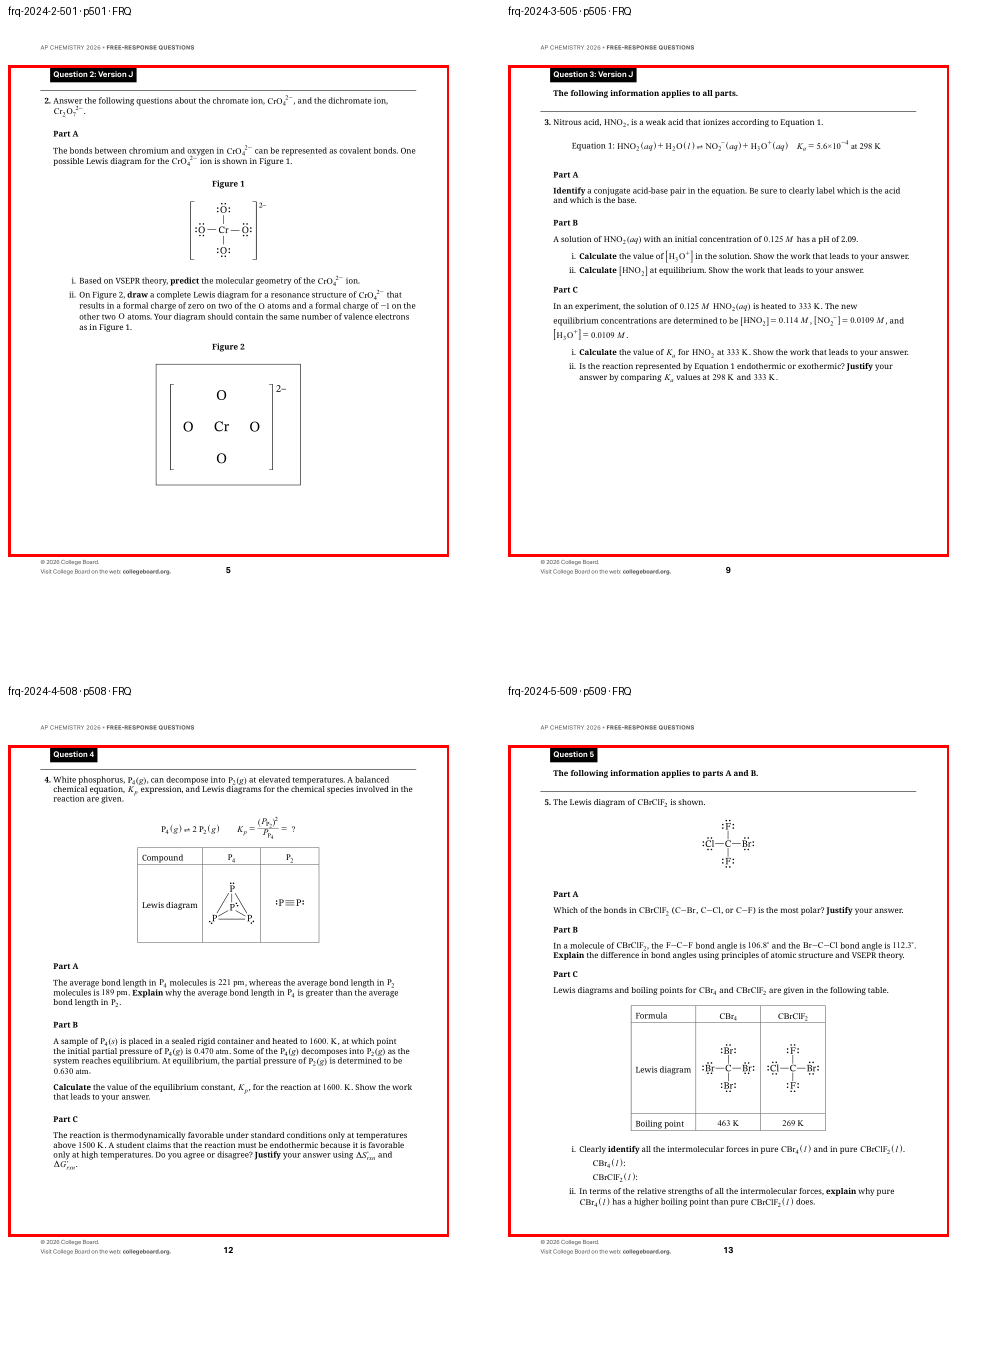 frq-2024-2-501 · p501 · FRQ
AP CHEMISTRY 2026 • FREE-RESPONSE QUESTIONS
Question 2: Version J
2. Answer the following questions about the chromate ion, CrO₄²⁻, and the dichromate ion,
Cr₂O₇²⁻.
Part A
The bonds between chromium and oxygen in CrO₄²⁻ can be represented as covalent bonds. One
possible Lewis diagram for the CrO₄²⁻ ion is shown in Figure 1.
Figure 1
:O:
:O — Cr — O: 2−
:O:
i. Based on VSEPR theory, predict the molecular geometry of the CrO₄²⁻ ion.
ii. On Figure 2, draw a complete Lewis diagram for a resonance structure of CrO₄²⁻ that
results in a formal charge of zero on two of the O atoms and a formal charge of −1 on the
other two O atoms. Your diagram should contain the same number of valence electrons
as in Figure 1.
Figure 2
O 2−
O Cr O
O
© 2026 College Board.
Visit College Board on the web: collegeboard.org.
5
frq-2024-3-505 · p505 · FRQ
AP CHEMISTRY 2026 • FREE-RESPONSE QUESTIONS
Question 3: Version J
The following information applies to all parts.
3. Nitrous acid, HNO₂, is a weak acid that ionizes according to Equation 1.
Equation 1: HNO₂(aq) + H₂O(l) ⇌ NO₂⁻(aq) + H₃O⁺(aq) Kₐ = 5.6×10⁻⁴ at 298 K
Part A
Identify a conjugate acid-base pair in the equation. Be sure to clearly label which is the acid
and which is the base.
Part B
A solution of HNO₂(aq) with an initial concentration of 0.125 M has a pH of 2.09.
i. Calculate the value of [H₃O⁺] in the solution. Show the work that leads to your answer.
ii. Calculate [HNO₂] at equilibrium. Show the work that leads to your answer.
Part C
In an experiment, the solution of 0.125 M HNO₂(aq) is heated to 333 K. The new
equilibrium concentrations are determined to be [HNO₂] = 0.114 M, [NO₂⁻] = 0.0109 M, and
[H₃O⁺] = 0.0109 M.
i. Calculate the value of Kₐ for HNO₂ at 333 K. Show the work that leads to your answer.
ii. Is the reaction represented by Equation 1 endothermic or exothermic? Justify your
answer by comparing Kₐ values at 298 K and 333 K.
© 2026 College Board.
Visit College Board on the web: collegeboard.org.
9
frq-2024-4-508 · p508 · FRQ
AP CHEMISTRY 2026 • FREE-RESPONSE QUESTIONS
Question 4
4. White phosphorus, P₄(g), can decompose into P₂(g) at elevated temperatures. A balanced
chemical equation, Kₚ expression, and Lewis diagrams for the chemical species involved in the
reaction are given.
P₄(g) ⇌ 2 P₂(g) Kₚ = (P_P₂)² / P_P₄ = ?
Compound P₄ P₂
Lewis diagram P P P P :P≡P:
Part A
The average bond length in P₄ molecules is 221 pm, whereas the average bond length in P₂
molecules is 189 pm. Explain why the average bond length in P₄ is greater than the average
bond length in P₂.
Part B
A sample of P₄(s) is placed in a sealed rigid container and heated to 1600. K, at which point
the initial partial pressure of P₄(g) is 0.470 atm. Some of the P₄(g) decomposes into P₂(g) as the
system reaches equilibrium. At equilibrium, the partial pressure of P₂(g) is determined to be
0.630 atm.
Calculate the value of the equilibrium constant, Kₚ, for the reaction at 1600. K. Show the work
that leads to your answer.
Part C
The reaction is thermodynamically favorable under standard conditions only at temperatures
above 1500 K. A student claims that the reaction must be endothermic because it is favorable
only at high temperatures. Do you agree or disagree? Justify your answer using ΔS°rxn and
ΔG°rxn.
© 2026 College Board.
Visit College Board on the web: collegeboard.org.
12
frq-2024-5-509 · p509 · FRQ
AP CHEMISTRY 2026 • FREE-RESPONSE QUESTIONS
Question 5
The following information applies to parts A and B.
5. The Lewis diagram of CBrClF₂ is shown.
:F:
:Cl—C—Br:
:F:
Part A
Which of the bonds in CBrClF₂ (C−Br, C−Cl, or C−F) is the most polar? Justify your answer.
Part B
In a molecule of CBrClF₂, the F−C−F bond angle is 106.8° and the Br−C−Cl bond angle is 112.3°.
Explain the difference in bond angles using principles of atomic structure and VSEPR theory.
Part C
Lewis diagrams and boiling points for CBr₄ and CBrClF₂ are given in the following table.
Formula CBr₄ CBrClF₂
:Br: :F:
Lewis diagram :Br—C—Br: :Cl—C—Br:
:Br: :F:
Boiling point 463 K 269 K
i. Clearly identify all the intermolecular forces in pure CBr₄(l) and in pure CBrClF₂(l).
CBr₄(l):
CBrClF₂(l):
ii. In terms of the relative strengths of all the intermolecular forces, explain why pure
CBr₄(l) has a higher boiling point than pure CBrClF₂(l) does.
© 2026 College Board.
Visit College Board on the web: collegeboard.org.
13